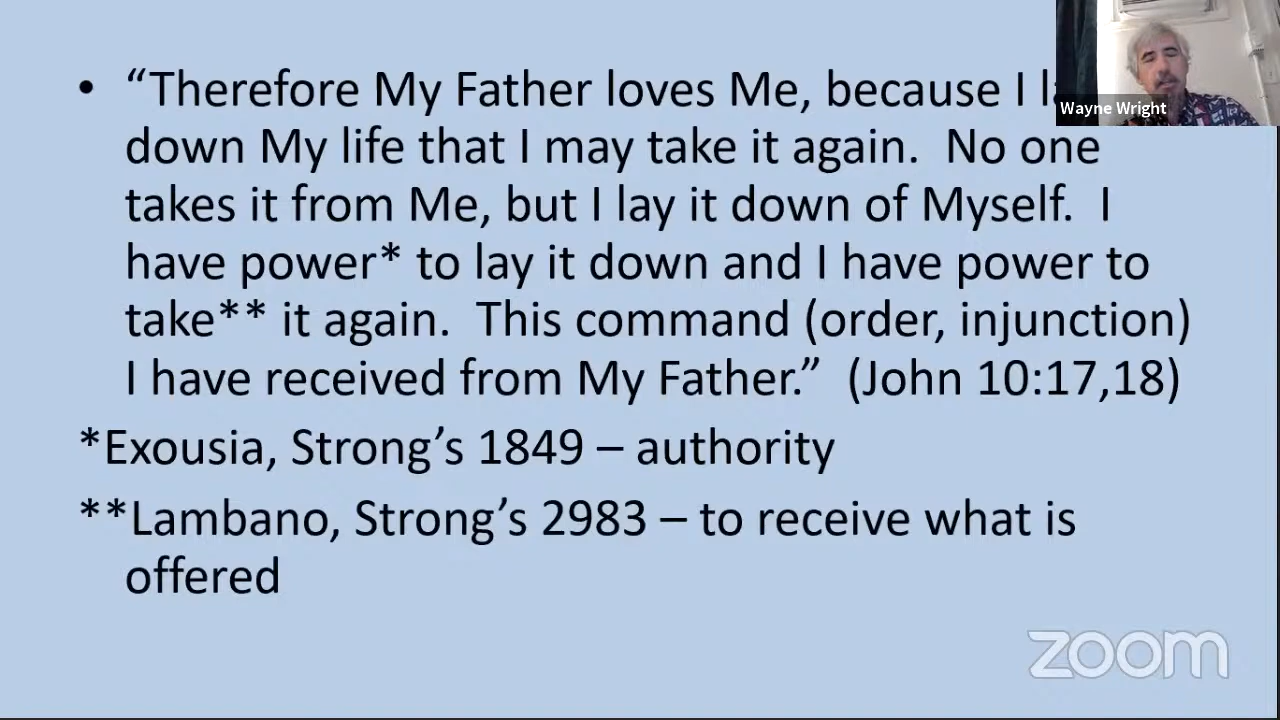 • “Therefore My Father loves Me, because I
down My life that I may take it again.  No one
takes it from Me, but I lay it down of Myself.  I
have power* to lay it down and I have power to
take** it again.  This command (order, injunction)
I have received from My Father.”  (John 10:17,18)
*Exousia, Strong’s 1849 – authority
**Lambano, Strong’s 2983 – to receive what is
offered
Wayne Wright
zoom